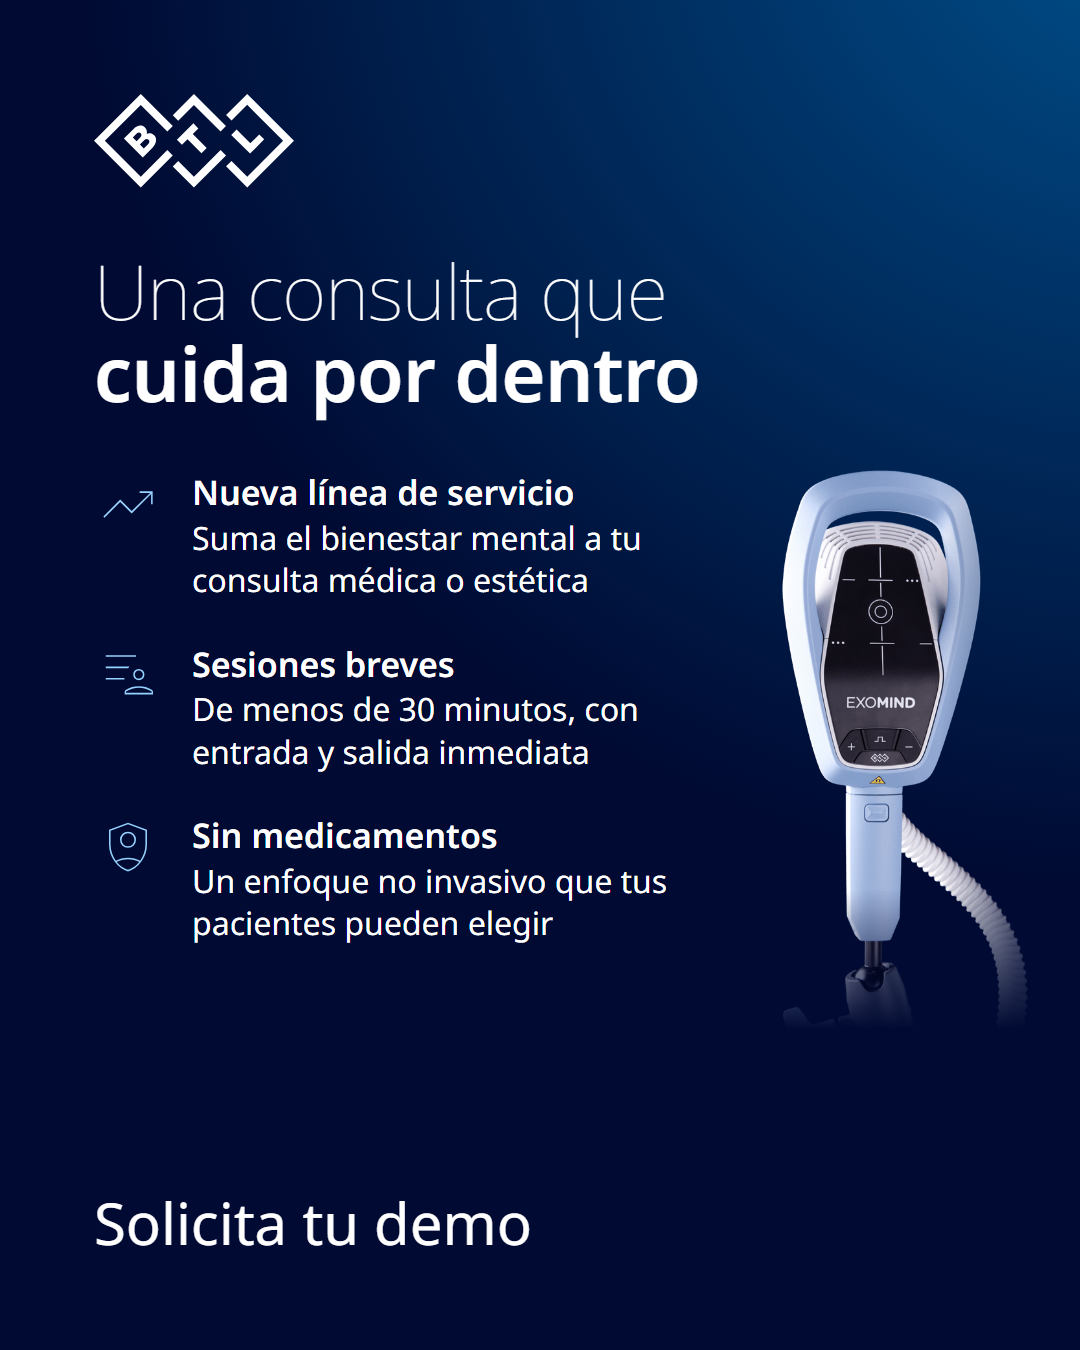 BTL
Una consulta que
cuida por dentro
Nueva línea de servicio
Suma el bienestar mental a tu
consulta médica o estética
Sesiones breves
De menos de 30 minutos, con
entrada y salida inmediata
Sin medicamentos
Un enfoque no invasivo que tus
pacientes pueden elegir
EXOMIND
Solicita tu demo